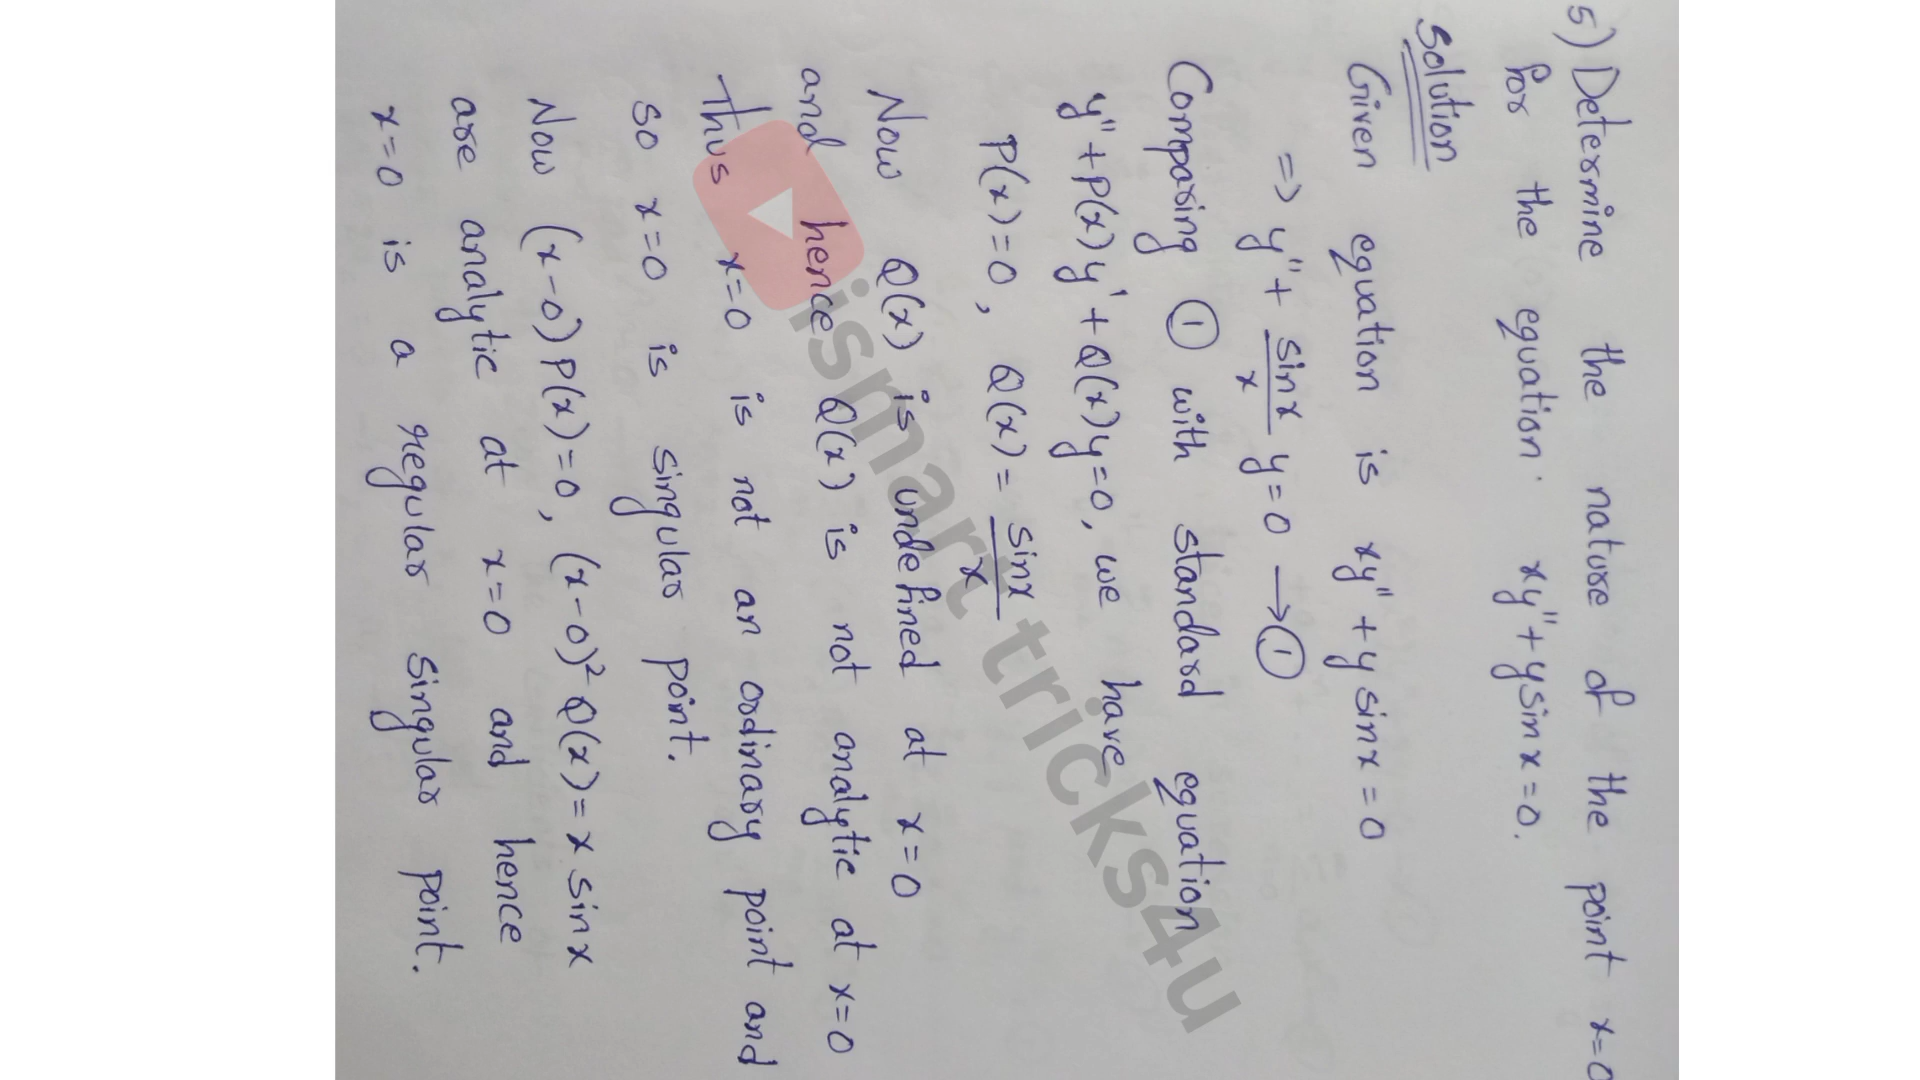 5) Determine the nature of the point x=0
for the equation. xy"+ysinx=0.
Solution
Given equation is xy"+y sinx=0
=> y"+ sinx/x y=0 →①
Comparing ① with standard equation
y"+P(x)y'+Q(x)y=0, we have
P(x)=0, Q(x)= sinx/x
Now Q(x) is undefined at x=0
and hence Q(x) is not analytic at x=0
Thus x=0 is not an ordinary point and
so x=0 is singular point.
Now (x-0)P(x)=0, (x-0)²Q(x)=x sinx
are analytic at x=0 and hence
x=0 is a regular singular point.
ismart tricks4u